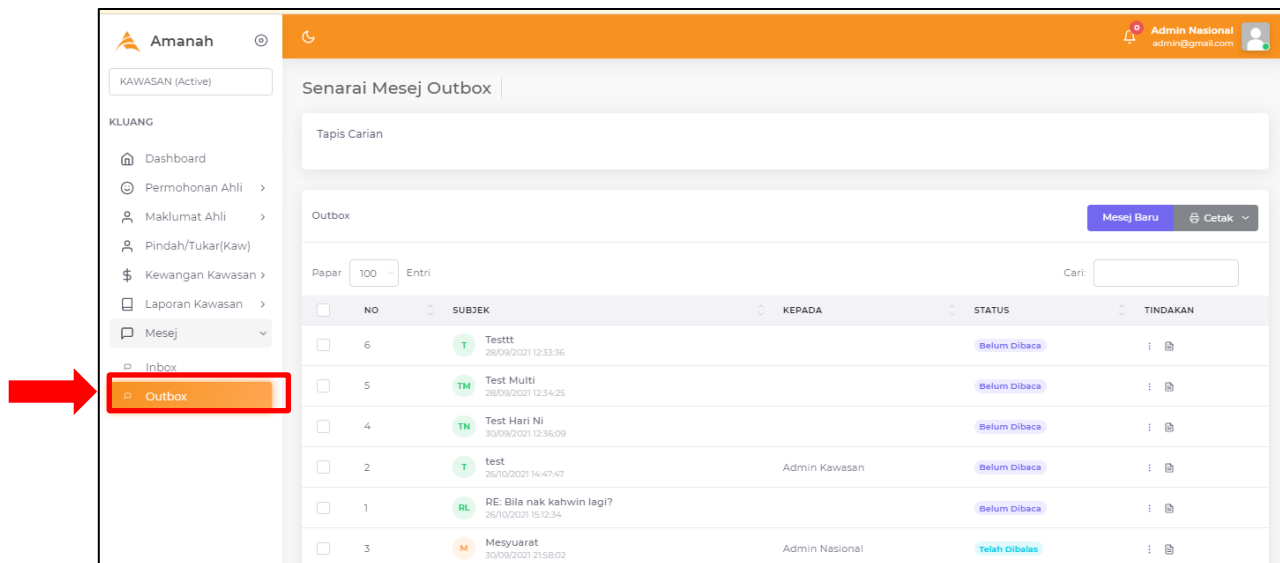 Amanah
0
Admin Nasional
admin@gmail.com
KAWASAN (Active)
Senarai Mesej Outbox
KLUANG
Tapis Carian
Dashboard
Permohonan Ahli
Maklumat Ahli
Outbox
Mesej Baru
Cetak
Pindah/Tukar(Kaw)
Kewangan Kawasan
Papar 100 Entri
Cari:
Laporan Kawasan
NO SUBJEK KEPADA STATUS TINDAKAN
Mesej
6 T Testtt Belum Dibaca
28/09/2021 12:33:36
Inbox
5 TM Test Multi Belum Dibaca
28/09/2021 12:34:25
Outbox
4 TN Test Hari Ni Belum Dibaca
30/09/2021 12:36:09
2 T test Admin Kawasan Belum Dibaca
26/10/2021 14:47:47
1 RL RE: Bila nak kahwin lagi? Belum Dibaca
26/10/2021 15:12:34
3 M Mesyuarat Admin Nasional Telah Dibalas
30/09/2021 21:58:02